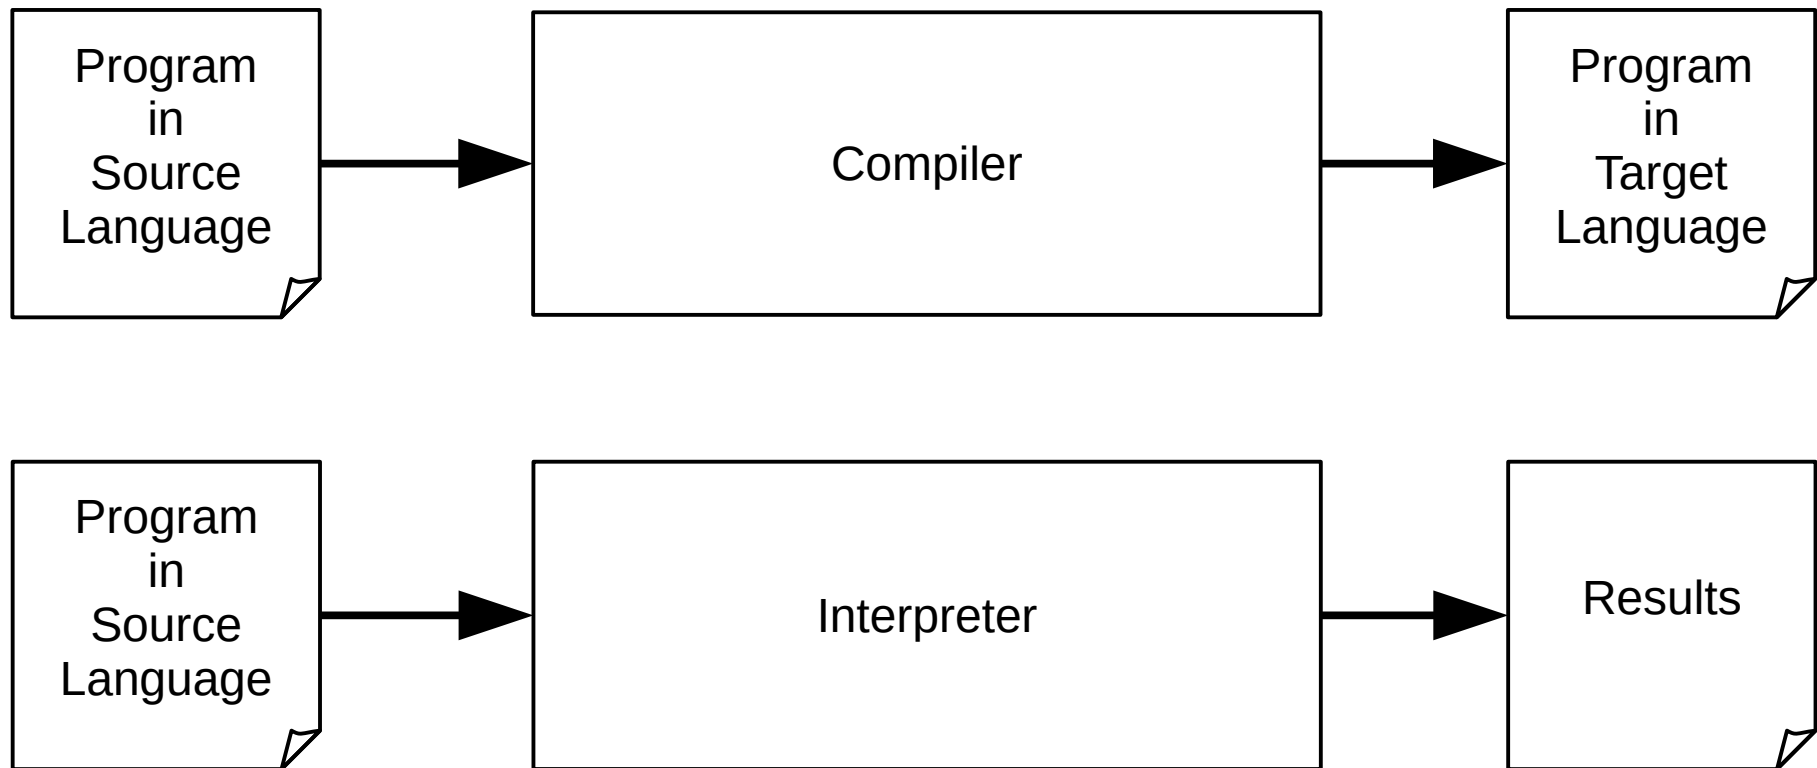 Program
in
Source
Language
Compiler
Program
in
Target
Language
Program
in
Source
Language
Interpreter
Results